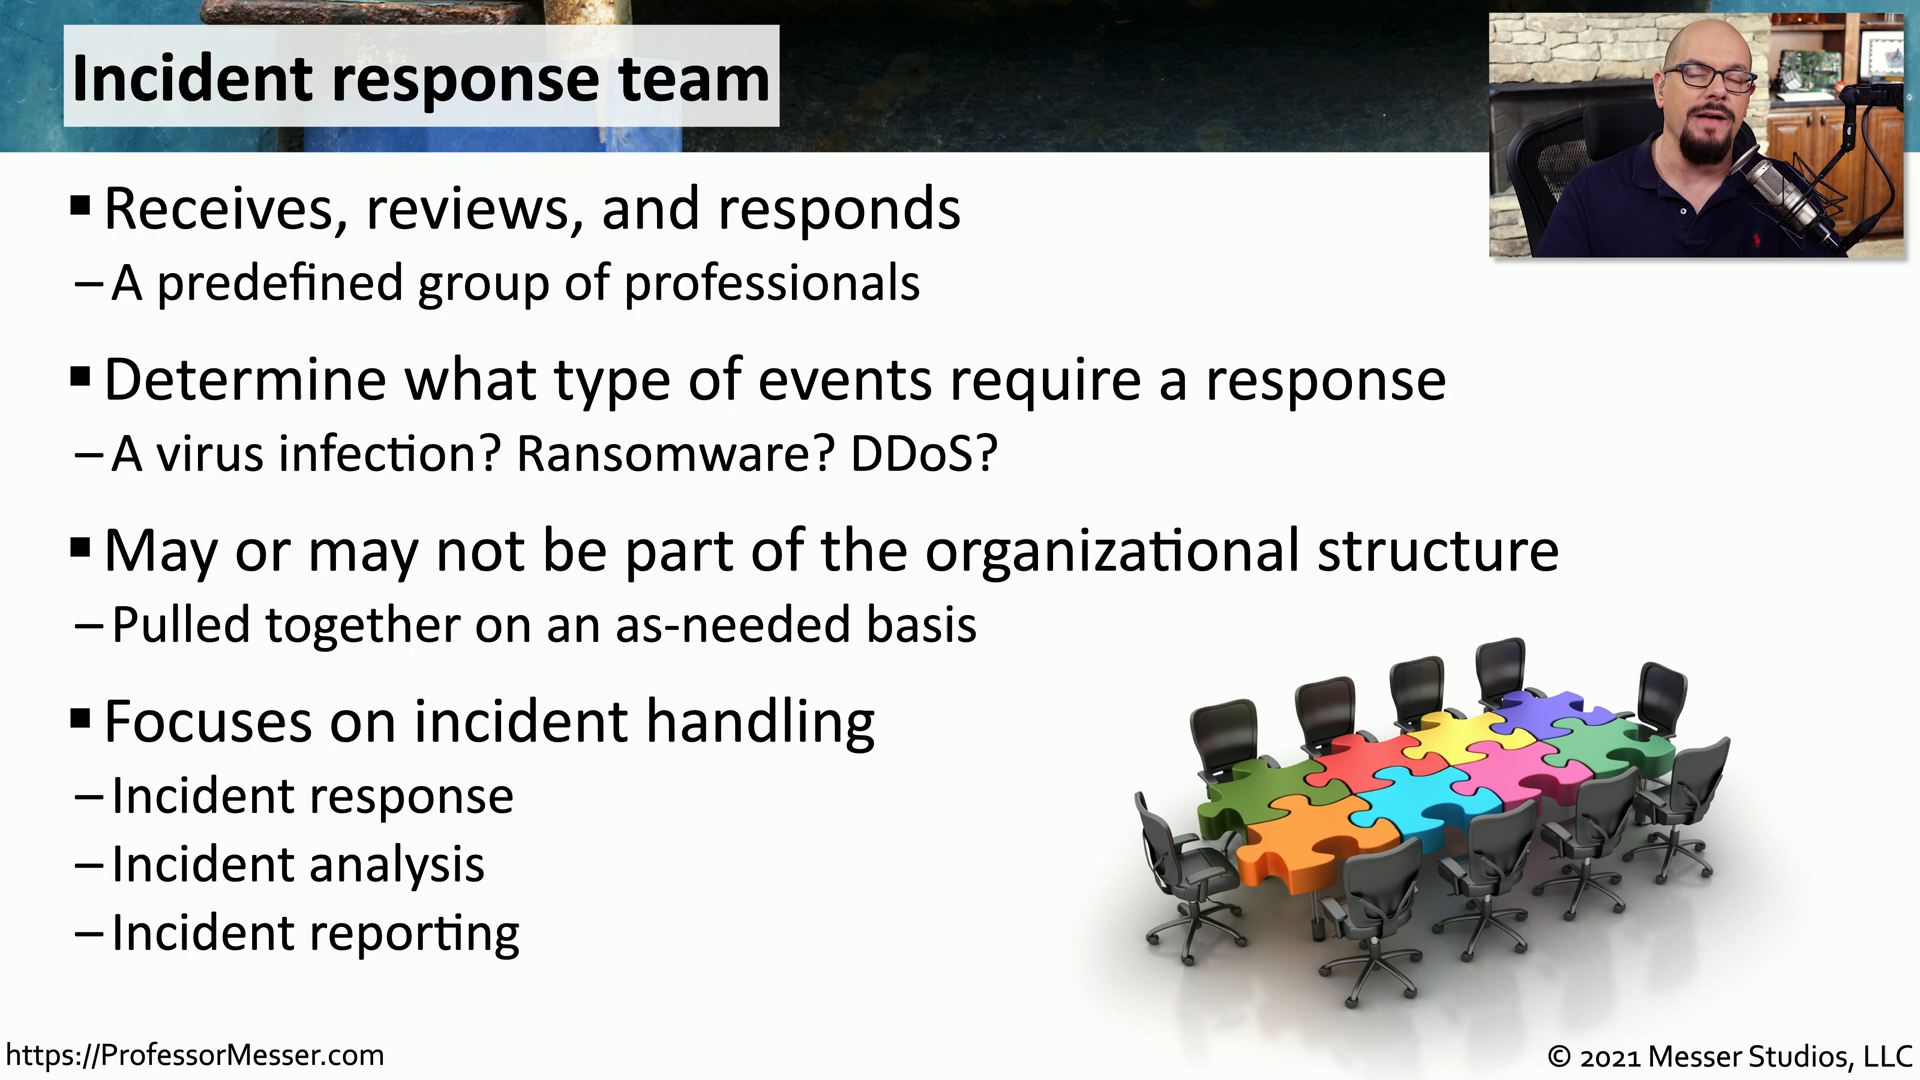 Incident response team
▪ Receives, reviews, and responds
– A predefined group of professionals
▪ Determine what type of events require a response
– A virus infection? Ransomware? DDoS?
▪ May or may not be part of the organizational structure
– Pulled together on an as-needed basis
▪ Focuses on incident handling
– Incident response
– Incident analysis
– Incident reporting
https://ProfessorMesser.com
© 2021 Messer Studios, LLC